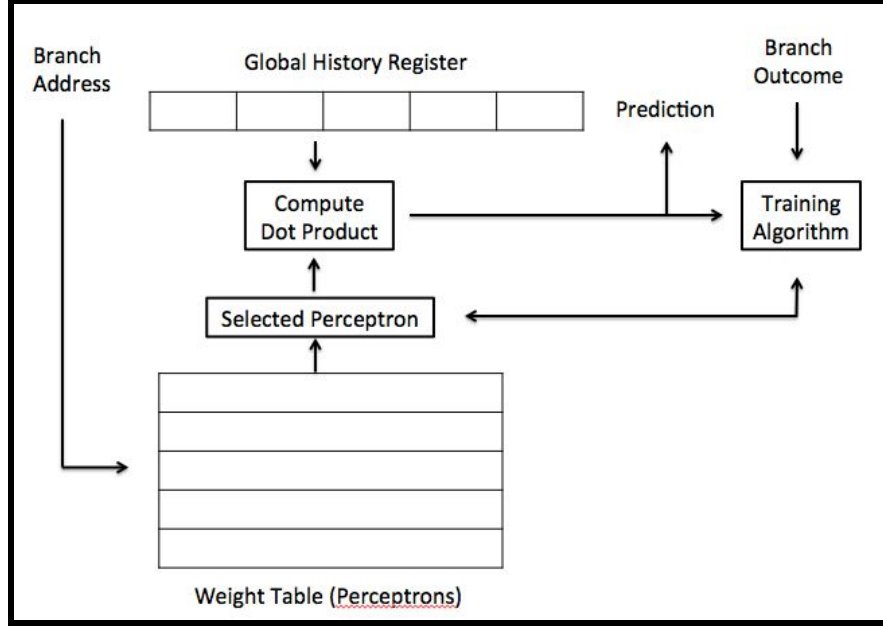 Branch
Address
Global History Register
Branch
Outcome
Prediction
Compute
Dot Product
Training
Algorithm
Selected Perceptron
Weight Table (Perceptrons)